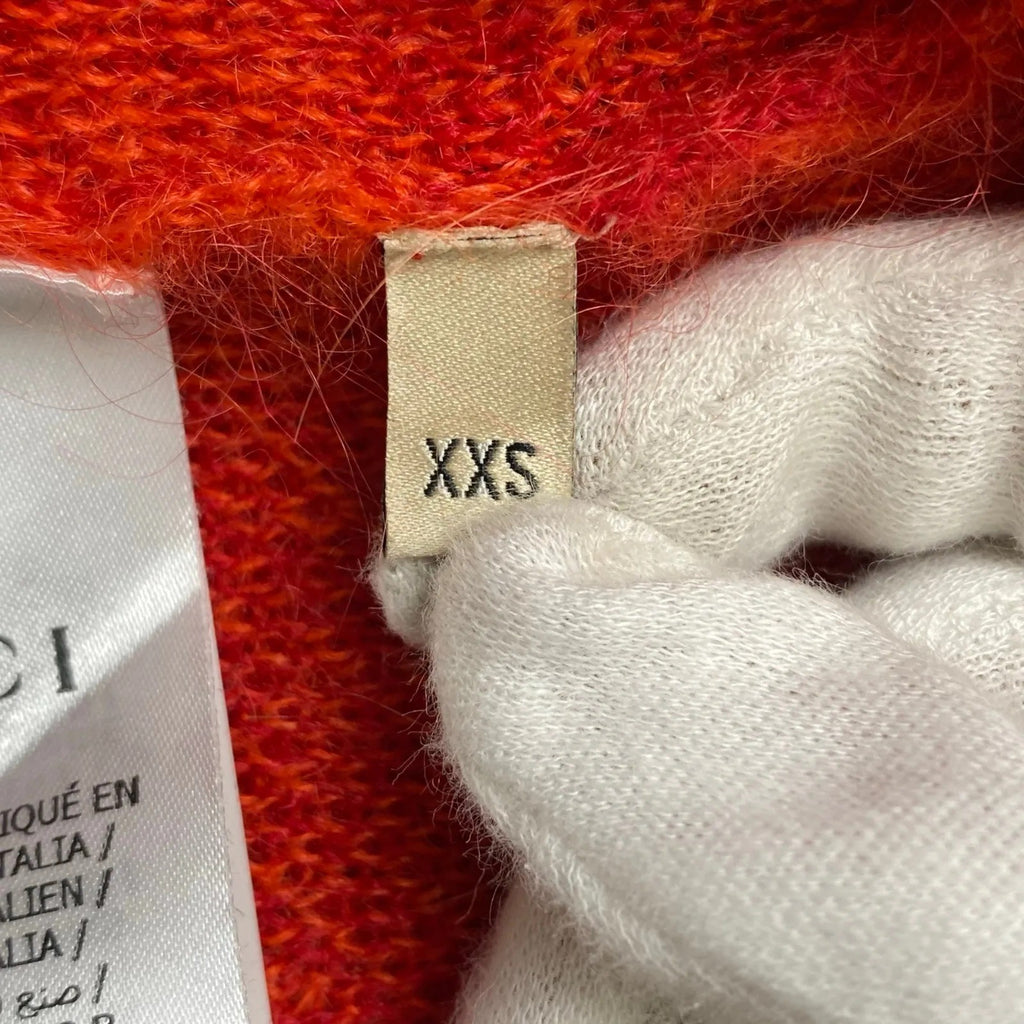 XXS
CI
IQUÉ EN
TALIA /
ALIEN /
ALIA /
صنع /